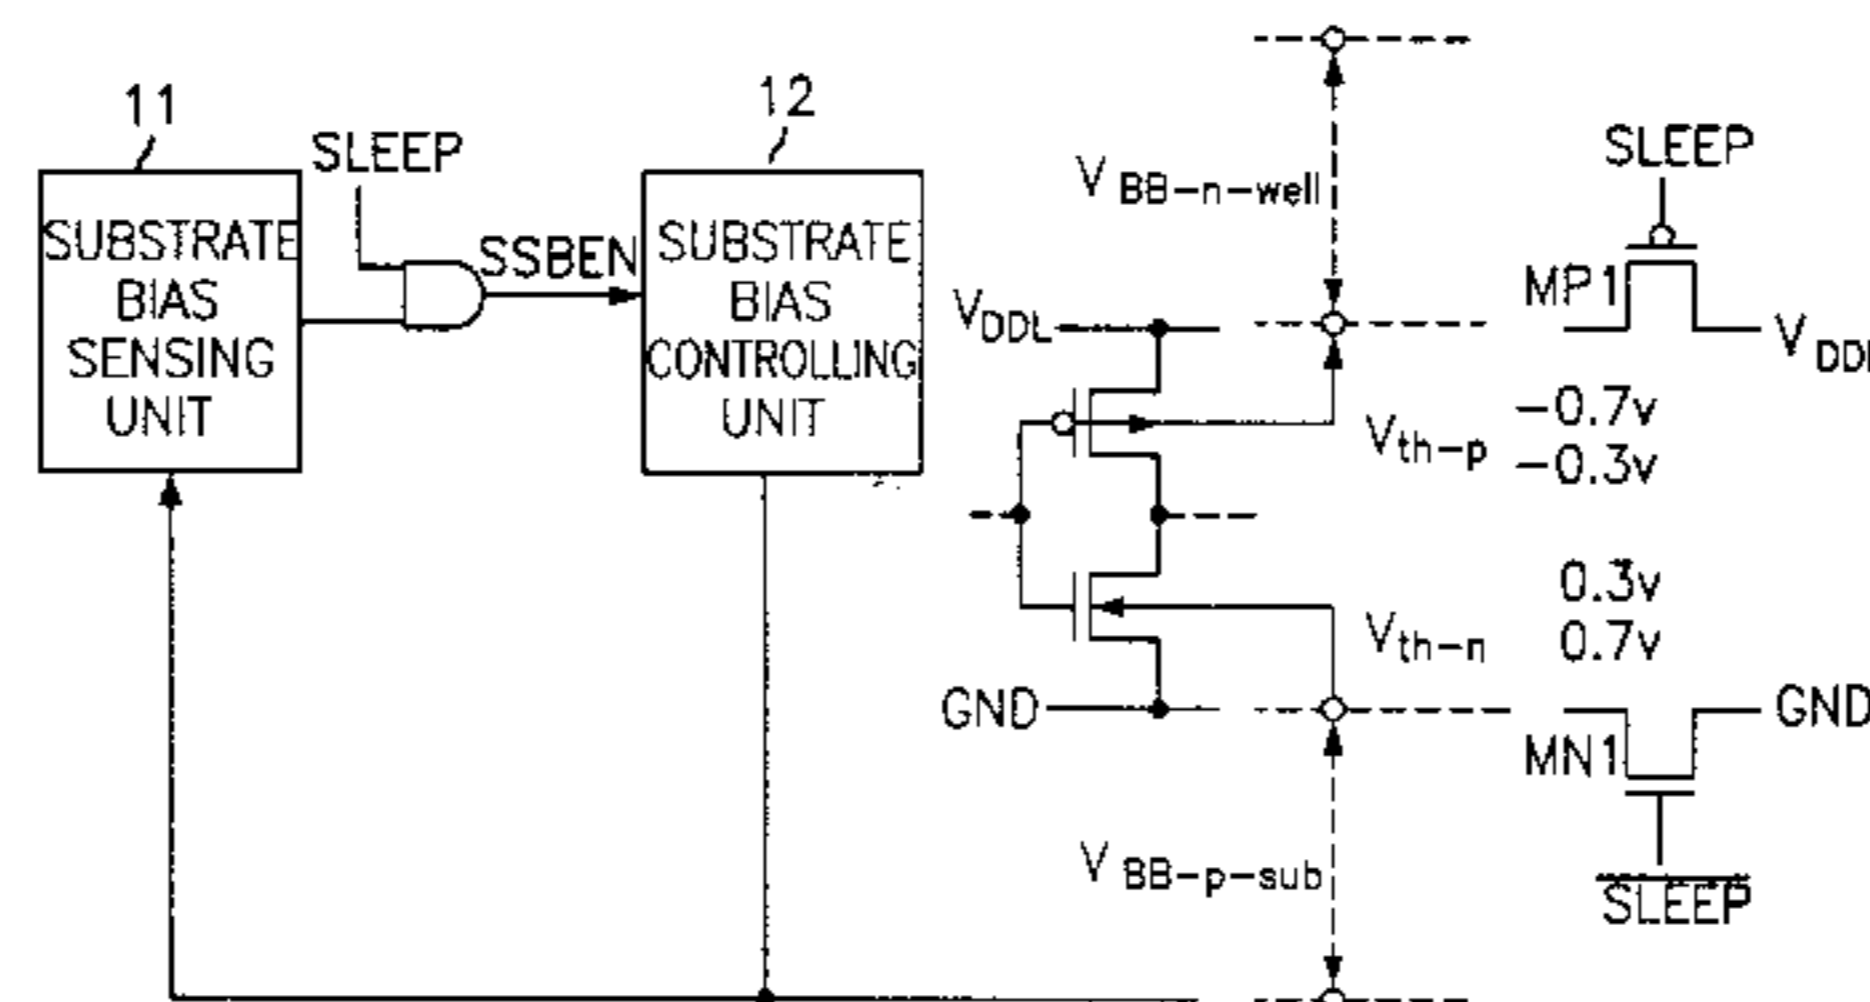 11
SLEEP
12
SUBSTRATE
BIAS
SENSING
UNIT
SSBEN
SUBSTRATE
BIAS
CONTROLLING
UNIT
V BB-n-well
SLEEP
MP1
VDDL
V DDL
Vth-p
-0.7v
-0.3v
Vth-n
0.3v
0.7v
GND
MN1
GND
V BB-p-sub
SLEEP